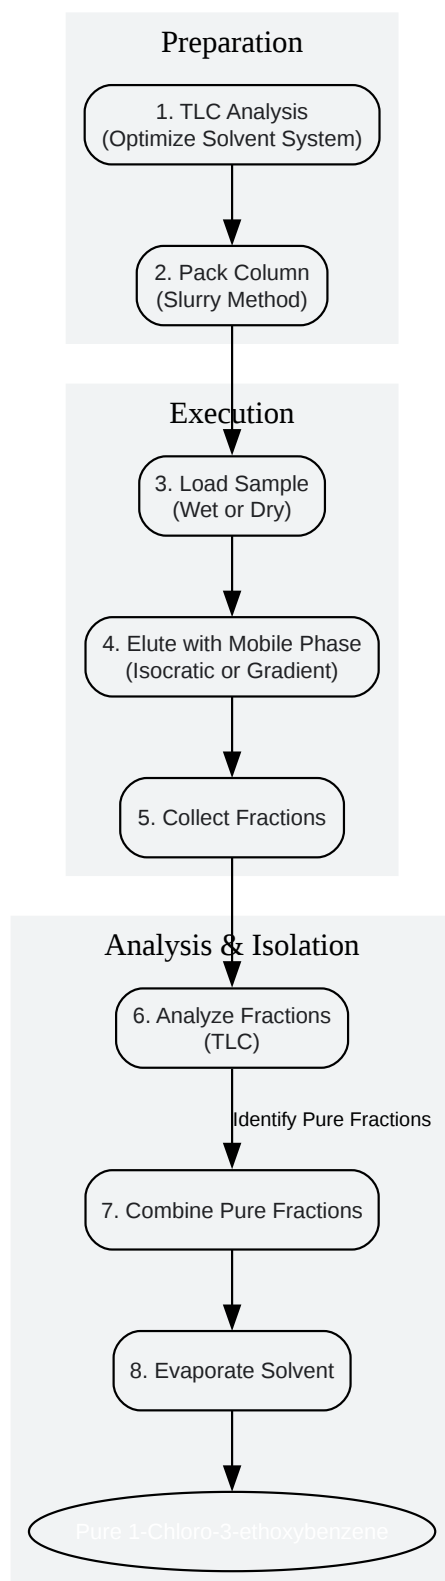 Preparation
1. TLC Analysis
(Optimize Solvent System)
2. Pack Column
(Slurry Method)
Execution
3. Load Sample
(Wet or Dry)
4. Elute with Mobile Phase
(Isocratic or Gradient)
5. Collect Fractions
Analysis & Isolation
6. Analyze Fractions
(TLC)
Identify Pure Fractions
7. Combine Pure Fractions
8. Evaporate Solvent
Pure 1-Chloro-3-ethoxybenzene